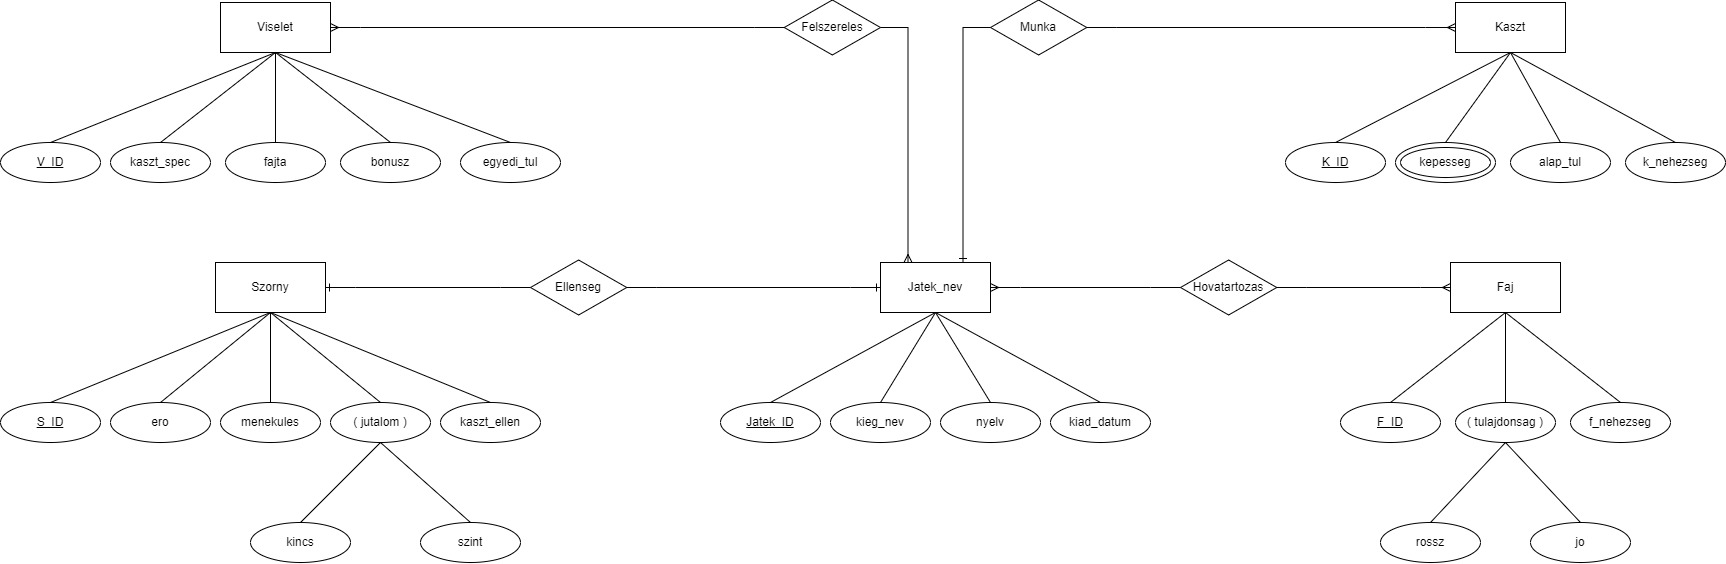 Viselet
Felszereles
Munka
Kaszt
V_ID
kaszt_spec
fajta
bonusz
egyedi_tul
K_ID
kepesseg
alap_tul
k_nehezseg
Szorny
Ellenseg
Jatek_nev
Hovatartozas
Faj
S_ID
ero
menekules
( jutalom )
kaszt_ellen
Jatek_ID
kieg_nev
nyelv
kiad_datum
F_ID
( tulajdonsag )
f_nehezseg
kincs
szint
rossz
jo